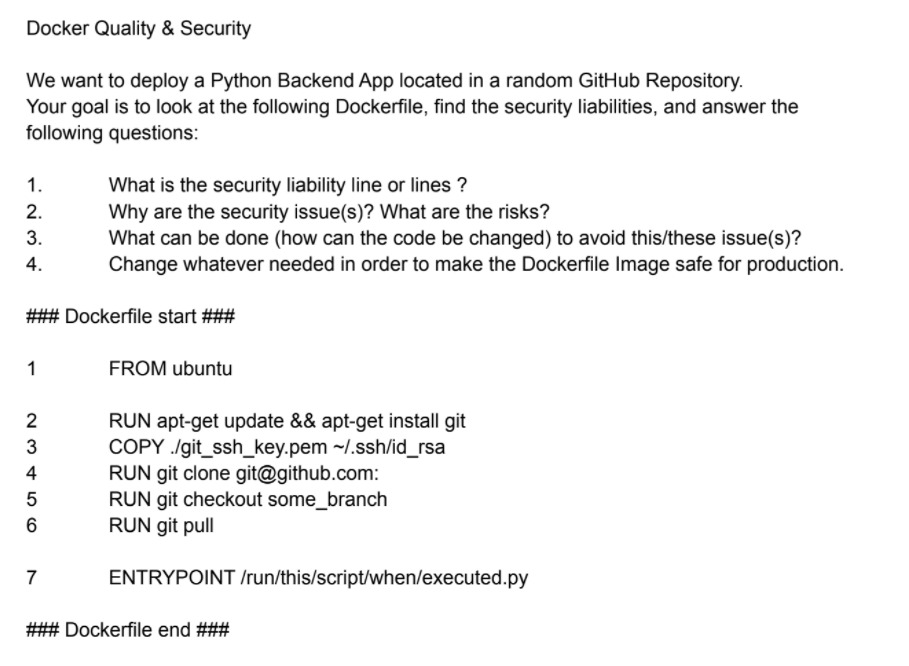 Docker Quality & Security
We want to deploy a Python Backend App located in a random GitHub Repository.
Your goal is to look at the following Dockerfile, find the security liabilities, and answer the
following questions:
1. What is the security liability line or lines ?
2. Why are the security issue(s)? What are the risks?
3. What can be done (how can the code be changed) to avoid this/these issue(s)?
4. Change whatever needed in order to make the Dockerfile Image safe for production.
### Dockerfile start ###
1 FROM ubuntu
2 RUN apt-get update && apt-get install git
3 COPY ./git_ssh_key.pem ~/.ssh/id_rsa
4 RUN git clone git@github.com:
5 RUN git checkout some_branch
6 RUN git pull
7 ENTRYPOINT /run/this/script/when/executed.py
### Dockerfile end ###